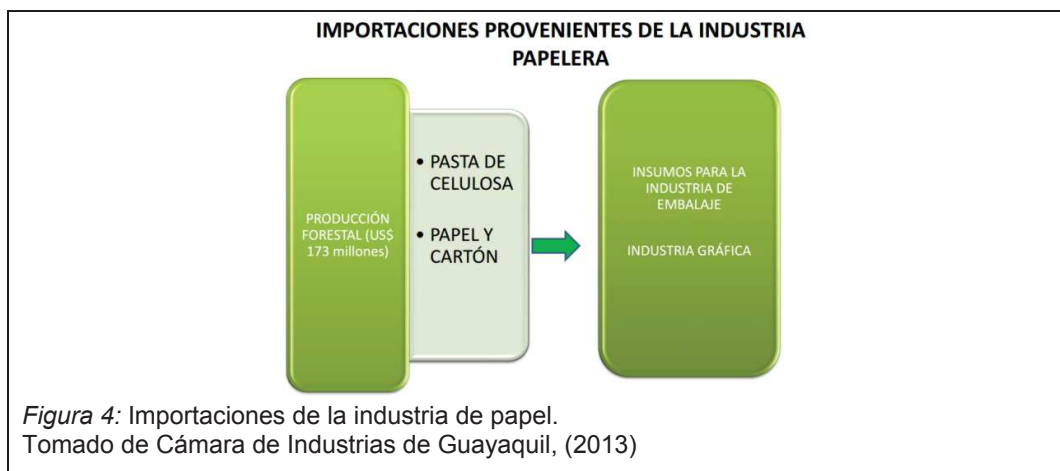 IMPORTACIONES PROVENIENTES DE LA INDUSTRIA
PAPELERA
PRODUCCIÓN
FORESTAL (US$
173 millones)
• PASTA DE
CELULOSA
• PAPEL Y
CARTÓN
INSUMOS PARA LA
INDUSTRIA DE
EMBALAJE
INDUSTRIA GRÁFICA
Figura 4: Importaciones de la industria de papel.
Tomado de Cámara de Industrias de Guayaquil, (2013)